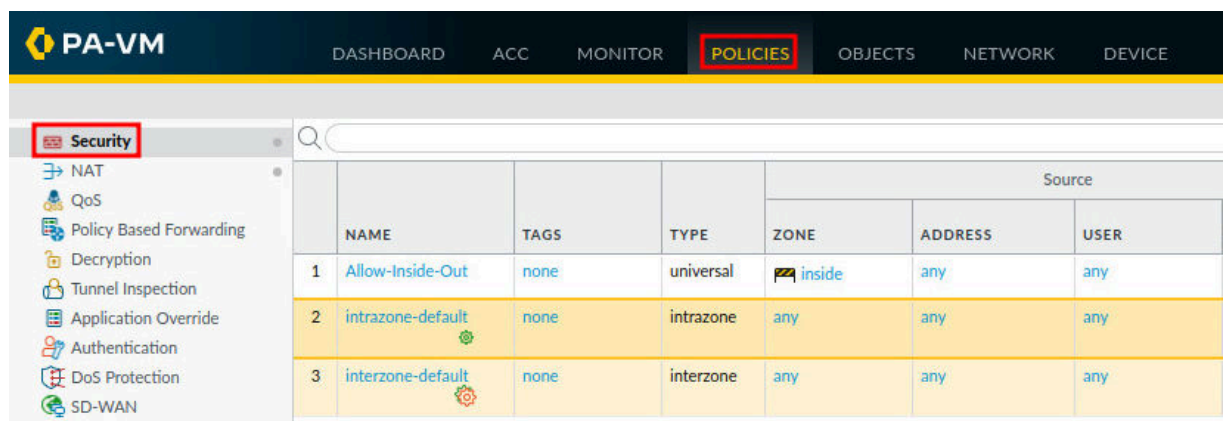 PA-VM
DASHBOARD ACC MONITOR POLICIES OBJECTS NETWORK DEVICE
Security
NAT
QoS
Policy Based Forwarding
Decryption
Tunnel Inspection
Application Override
Authentication
DoS Protection
SD-WAN
Source
NAME TAGS TYPE ZONE ADDRESS USER
1 Allow-Inside-Out none universal inside any any
2 intrazone-default none intrazone any any any
3 interzone-default none interzone any any any